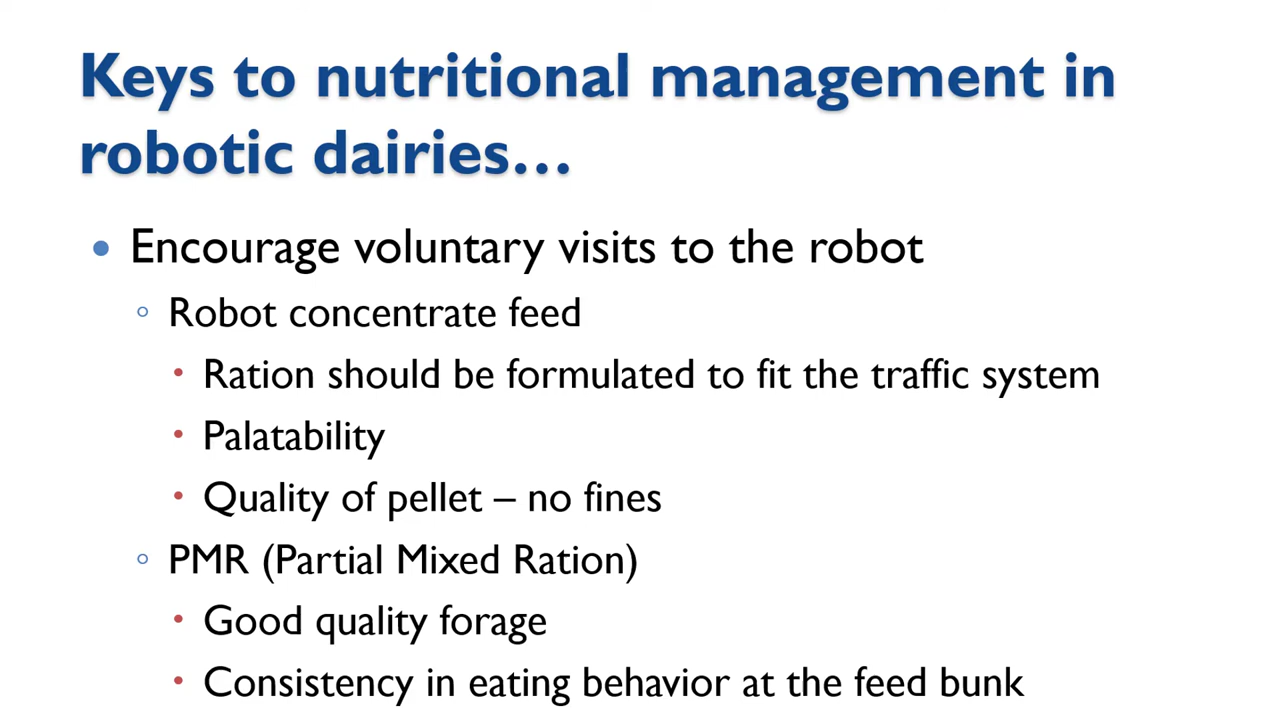 Keys to nutritional management in
robotic dairies…
• Encourage voluntary visits to the robot
◦ Robot concentrate feed
• Ration should be formulated to fit the traffic system
• Palatability
• Quality of pellet – no fines
◦ PMR (Partial Mixed Ration)
• Good quality forage
• Consistency in eating behavior at the feed bunk